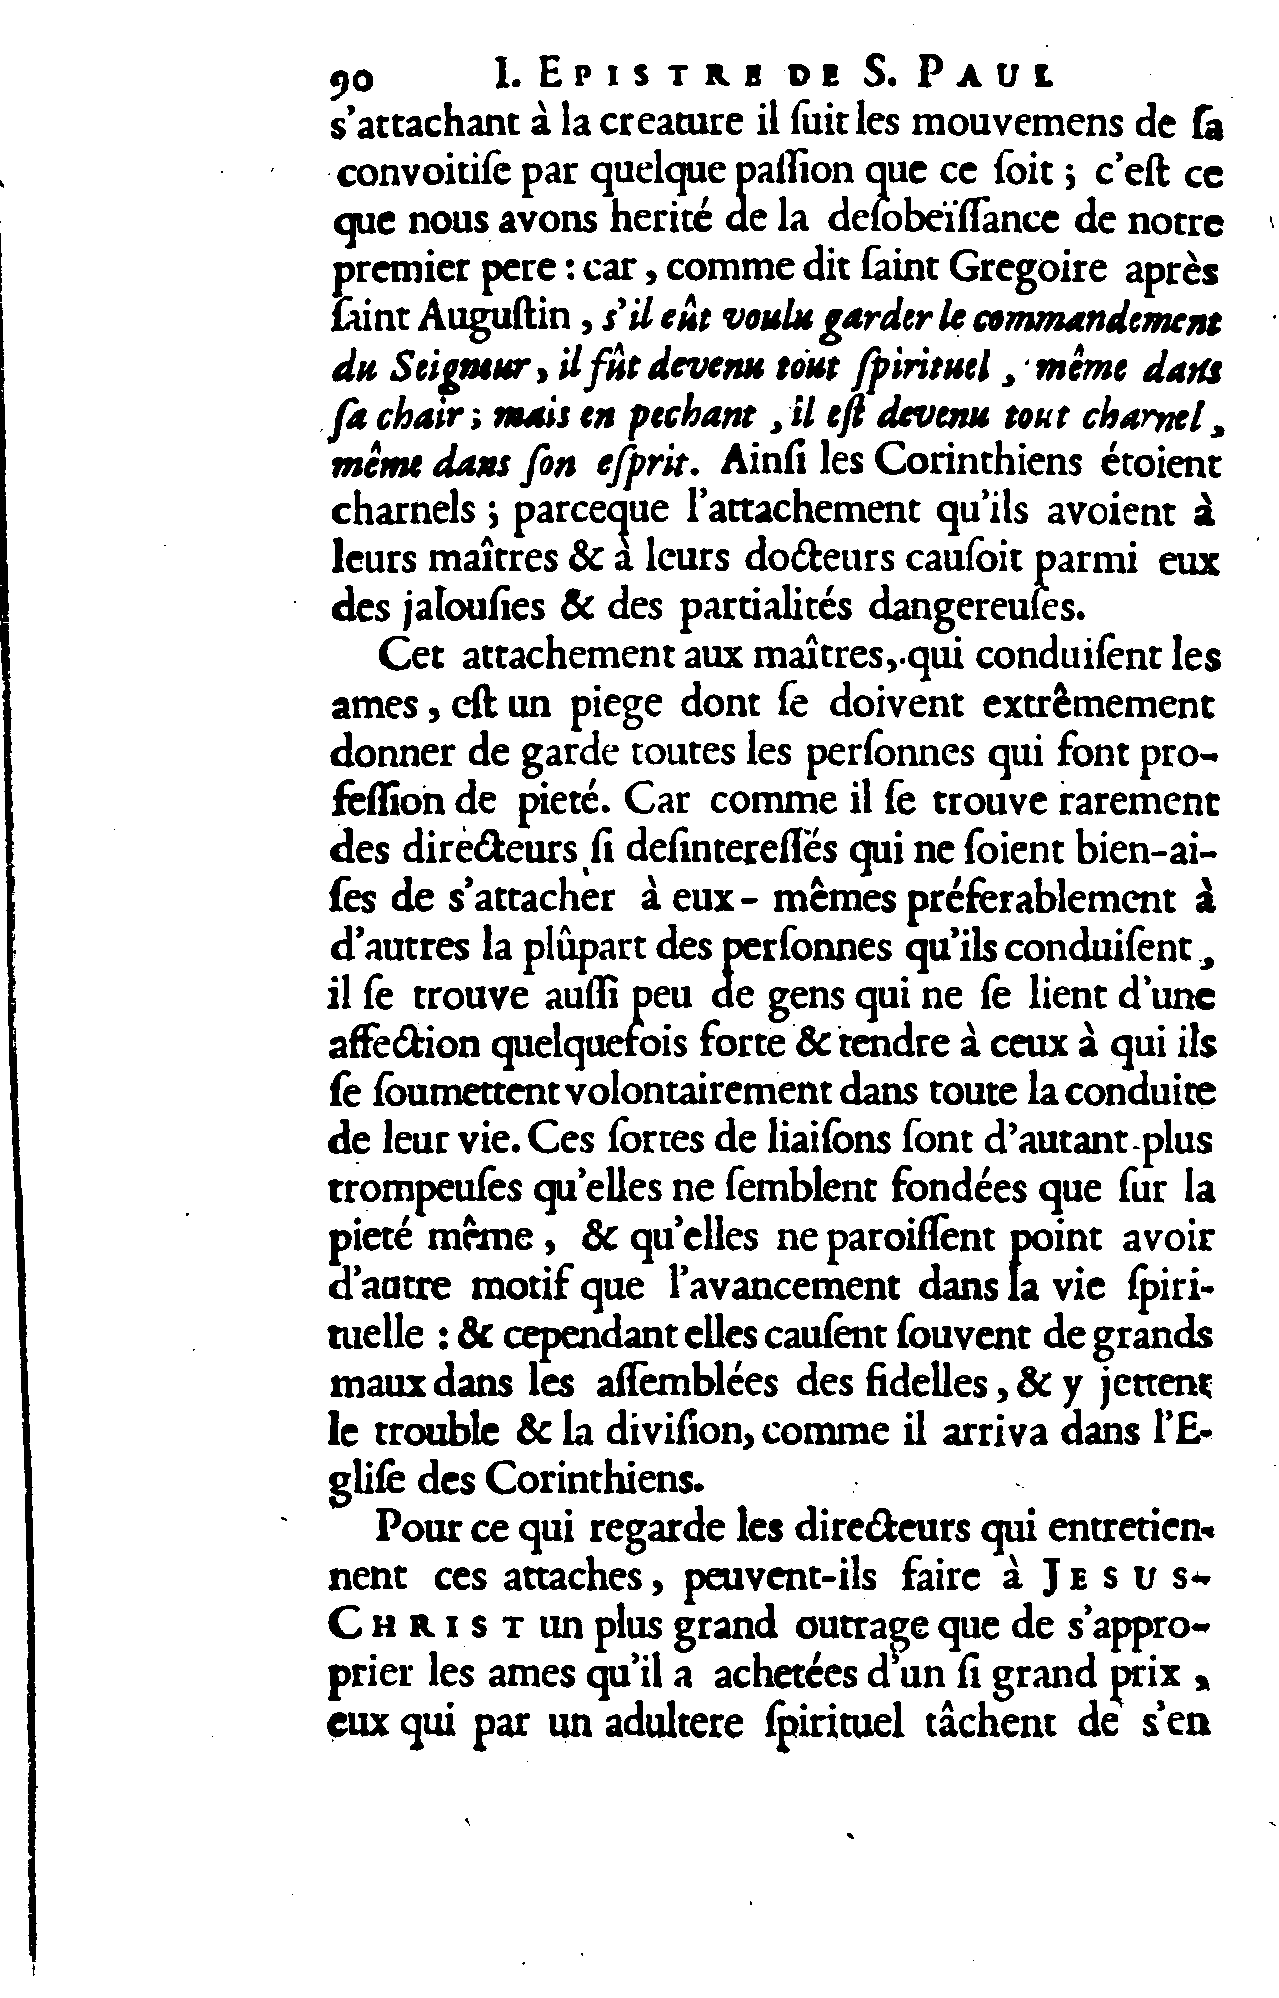 90 I. EPISTRE DE S. PAUL
s'attachant à la creature il ſuit les mouvemens de ſa
convoitiſe par quelque paſſion que ce ſoit ; c'eſt ce
que nous avons herité de la deſobeïſſance de notre
premier pere : car , comme dit ſaint Gregoire après
ſaint Auguſtin , s'il eût voulu garder le commandement
du Seigneur , il fût devenu tout ſpirituel , même dans
ſa chair ; mais en pechant , il eſt devenu tout charnel ,
même dans ſon eſprit. Ainſi les Corinthiens étoient
charnels ; parceque l'attachement qu'ils avoient à
leurs maîtres & à leurs docteurs cauſoit parmi eux
des jalouſies & des partialités dangereuſes.
Cet attachement aux maîtres, qui conduiſent les
ames , eſt un piege dont ſe doivent extrêmement
donner de garde toutes les perſonnes qui font pro-
feſſion de pieté. Car comme il ſe trouve rarement
des directeurs ſi deſintereſſés qui ne ſoient bien-ai-
ſes de s'attacher à eux-mêmes préferablement à
d'autres la plûpart des perſonnes qu'ils conduiſent ,
il ſe trouve auſſi peu de gens qui ne ſe lient d'une
affection quelquefois forte & tendre à ceux à qui ils
ſe ſoumettent volontairement dans toute la conduite
de leur vie. Ces ſortes de liaiſons ſont d'autant-plus
trompeuſes qu'elles ne ſemblent fondées que ſur la
pieté même , & qu'elles ne paroiſſent point avoir
d'autre motif que l'avancement dans la vie ſpiri-
tuelle : & cependant elles cauſent ſouvent de grands
maux dans les aſſemblées des fidelles , & y jettent
le trouble & la diviſion, comme il arriva dans l'E-
gliſe des Corinthiens.
Pour ce qui regarde les directeurs qui entretien-
nent ces attaches , peuvent-ils faire à JESUS-
CHRIST un plus grand outrage que de s'appro-
prier les ames qu'il a achetées d'un ſi grand prix ,
eux qui par un adultere ſpirituel tâchent de s'en